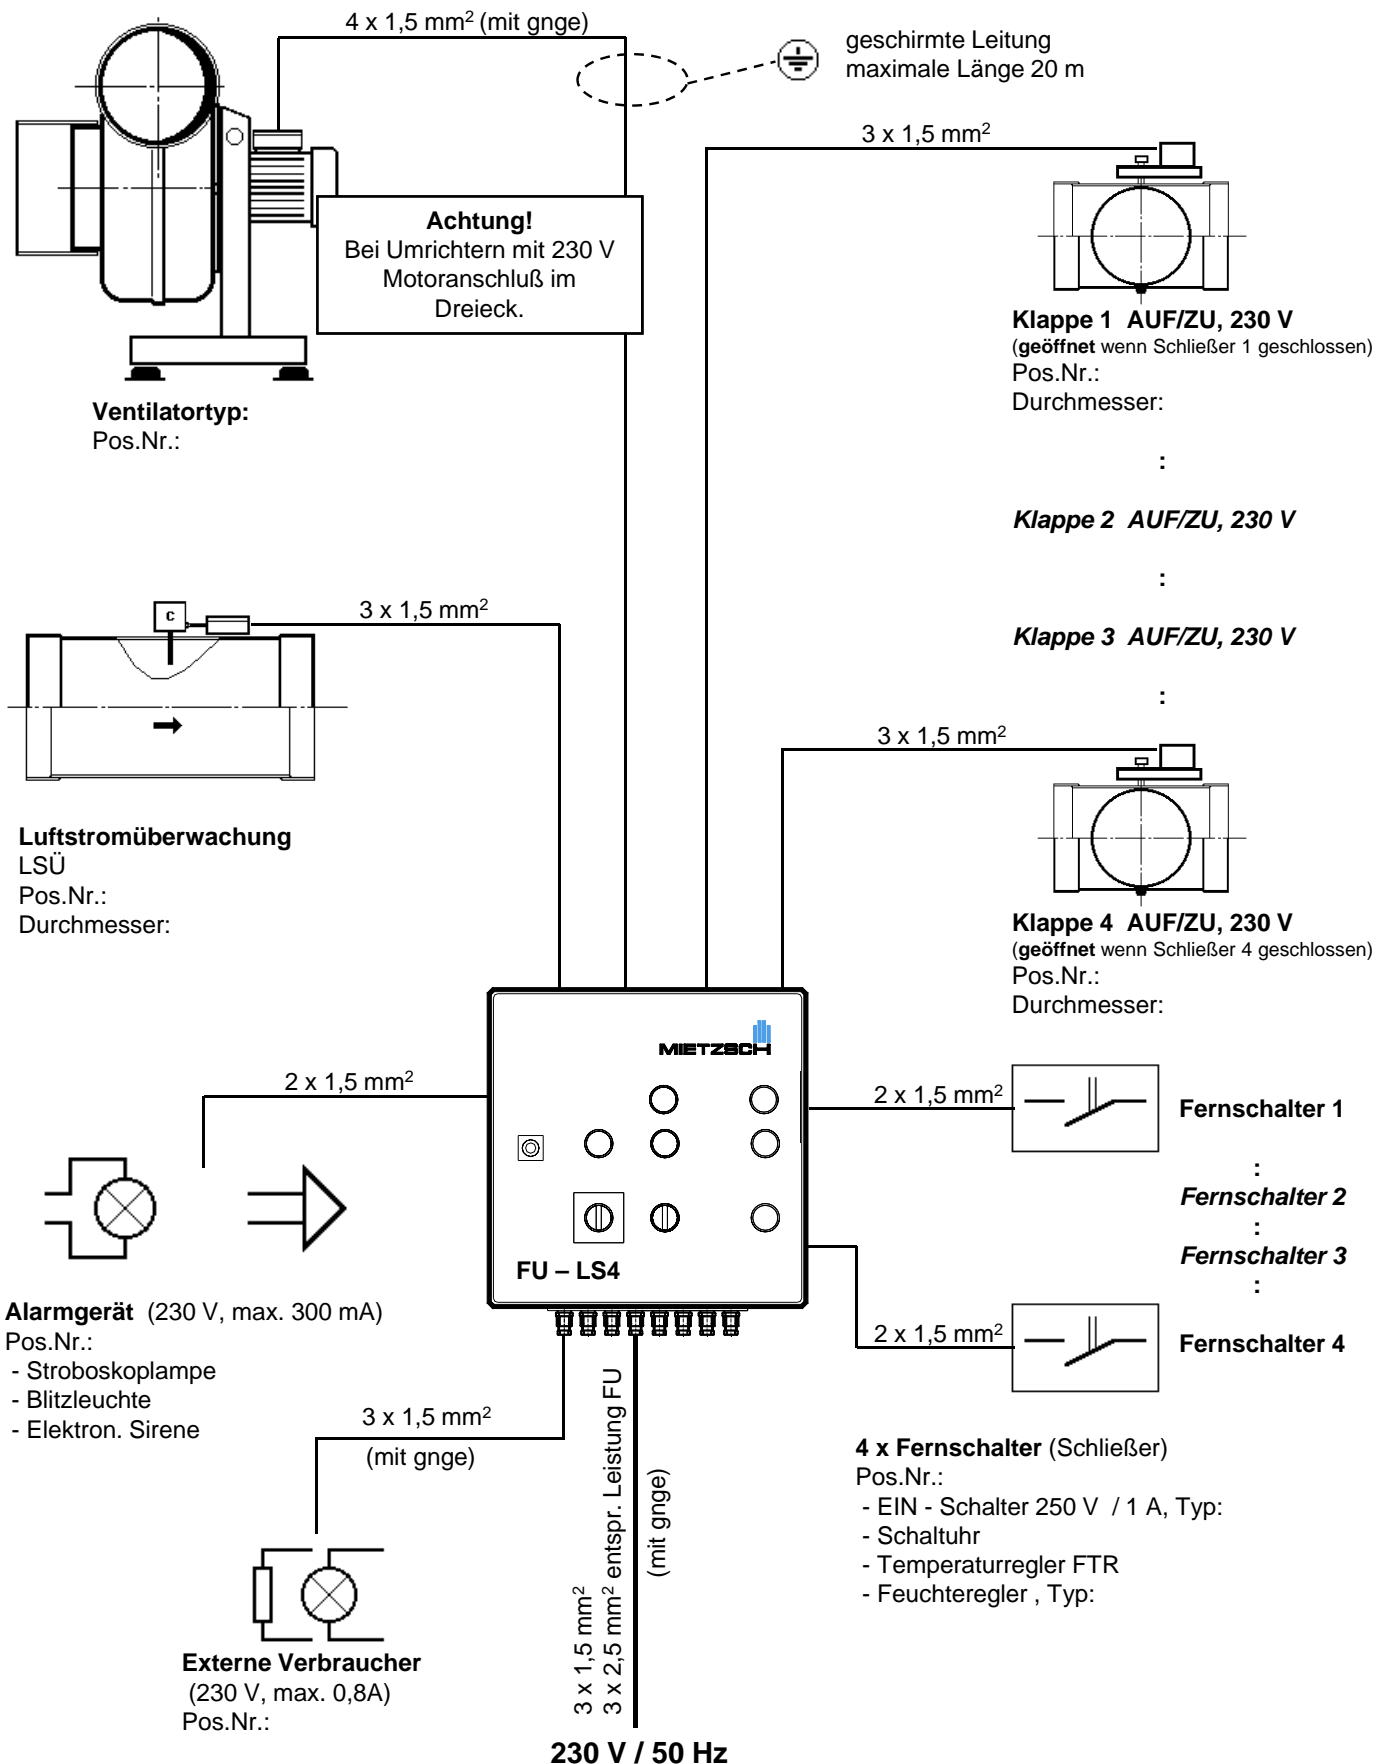 4 x 1,5 mm² (mit gnge)
geschirmte Leitung
maximale Länge 20 m
3 x 1,5 mm²
Achtung!
Bei Umrichtern mit 230 V
Motoranschluß im
Dreieck.
Ventilatortyp:
Pos.Nr.:
Klappe 1 AUF/ZU, 230 V
(geöffnet wenn Schließer 1 geschlossen)
Pos.Nr.:
Durchmesser:
:
Klappe 2 AUF/ZU, 230 V
:
Klappe 3 AUF/ZU, 230 V
:
3 x 1,5 mm²
C
Luftstromüberwachung
LSÜ
Pos.Nr.:
Durchmesser:
3 x 1,5 mm²
Klappe 4 AUF/ZU, 230 V
(geöffnet wenn Schließer 4 geschlossen)
Pos.Nr.:
Durchmesser:
MIETZSCH
FU – LS4
2 x 1,5 mm²
2 x 1,5 mm²
Fernschalter 1
:
Fernschalter 2
:
Fernschalter 3
:
2 x 1,5 mm²
Fernschalter 4
Alarmgerät (230 V, max. 300 mA)
Pos.Nr.:
- Stroboskoplampe
- Blitzleuchte
- Elektron. Sirene
3 x 1,5 mm²
(mit gnge)
Externe Verbraucher
(230 V, max. 0,8A)
Pos.Nr.:
3 x 1,5 mm²
3 x 2,5 mm² entspr. Leistung FU
(mit gnge)
230 V / 50 Hz
4 x Fernschalter (Schließer)
Pos.Nr.:
- EIN - Schalter 250 V / 1 A, Typ:
- Schaltuhr
- Temperaturregler FTR
- Feuchteregler , Typ: